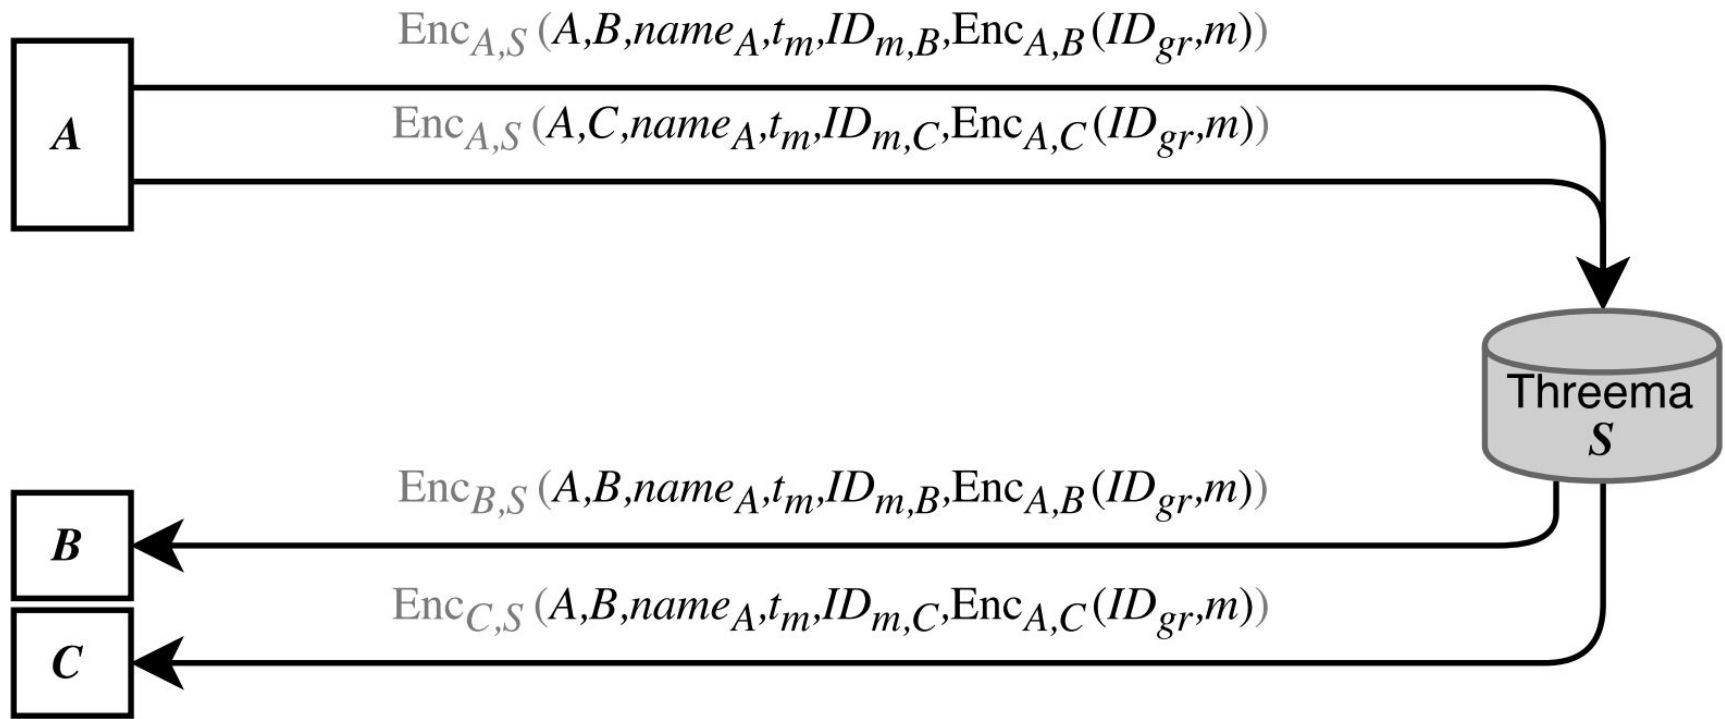 Enc_{A,S}(A,B,name_A,t_m,ID_{m,B},Enc_{A,B}(ID_{gr},m))
Enc_{A,S}(A,C,name_A,t_m,ID_{m,C},Enc_{A,C}(ID_{gr},m))
A
Threema
S
Enc_{B,S}(A,B,name_A,t_m,ID_{m,B},Enc_{A,B}(ID_{gr},m))
B
Enc_{C,S}(A,B,name_A,t_m,ID_{m,C},Enc_{A,C}(ID_{gr},m))
C